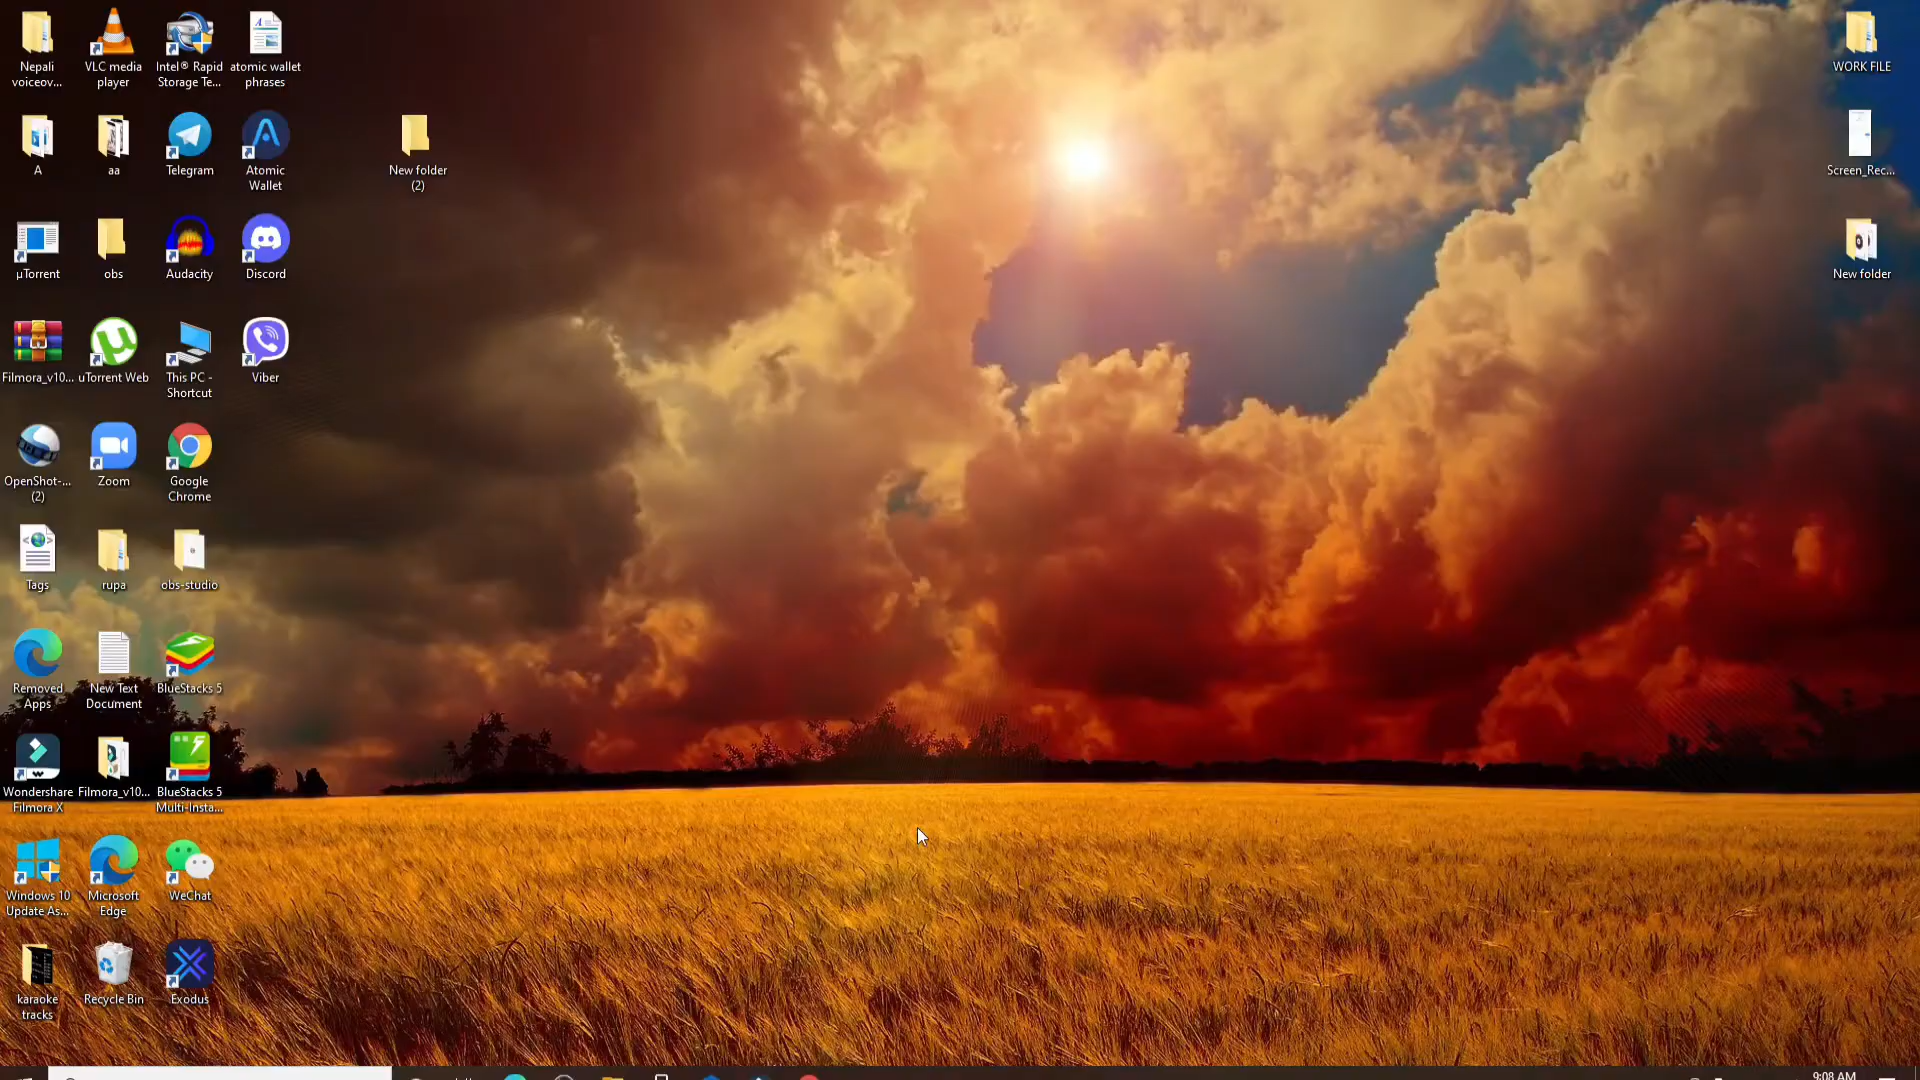 Nepali
voiceov...
VLC media
player
Intel® Rapid
Storage Te...
atomic wallet
phrases
WORK FILE
A
aa
Telegram
Atomic
Wallet
New folder
(2)
Screen_Rec...
µTorrent
obs
Audacity
Discord
New folder
Filmora_v10...
uTorrent Web
This PC -
Shortcut
Viber
OpenShot-...
(2)
Zoom
Google
Chrome
Tags
rupa
obs-studio
Removed
Apps
New Text
Document
BlueStacks 5
Wondershare
Filmora X
Filmora_v10...
BlueStacks 5
Multi-Insta...
Windows 10
Update As...
Microsoft
Edge
WeChat
karaoke
tracks
Recycle Bin
Exodus
9:08 AM